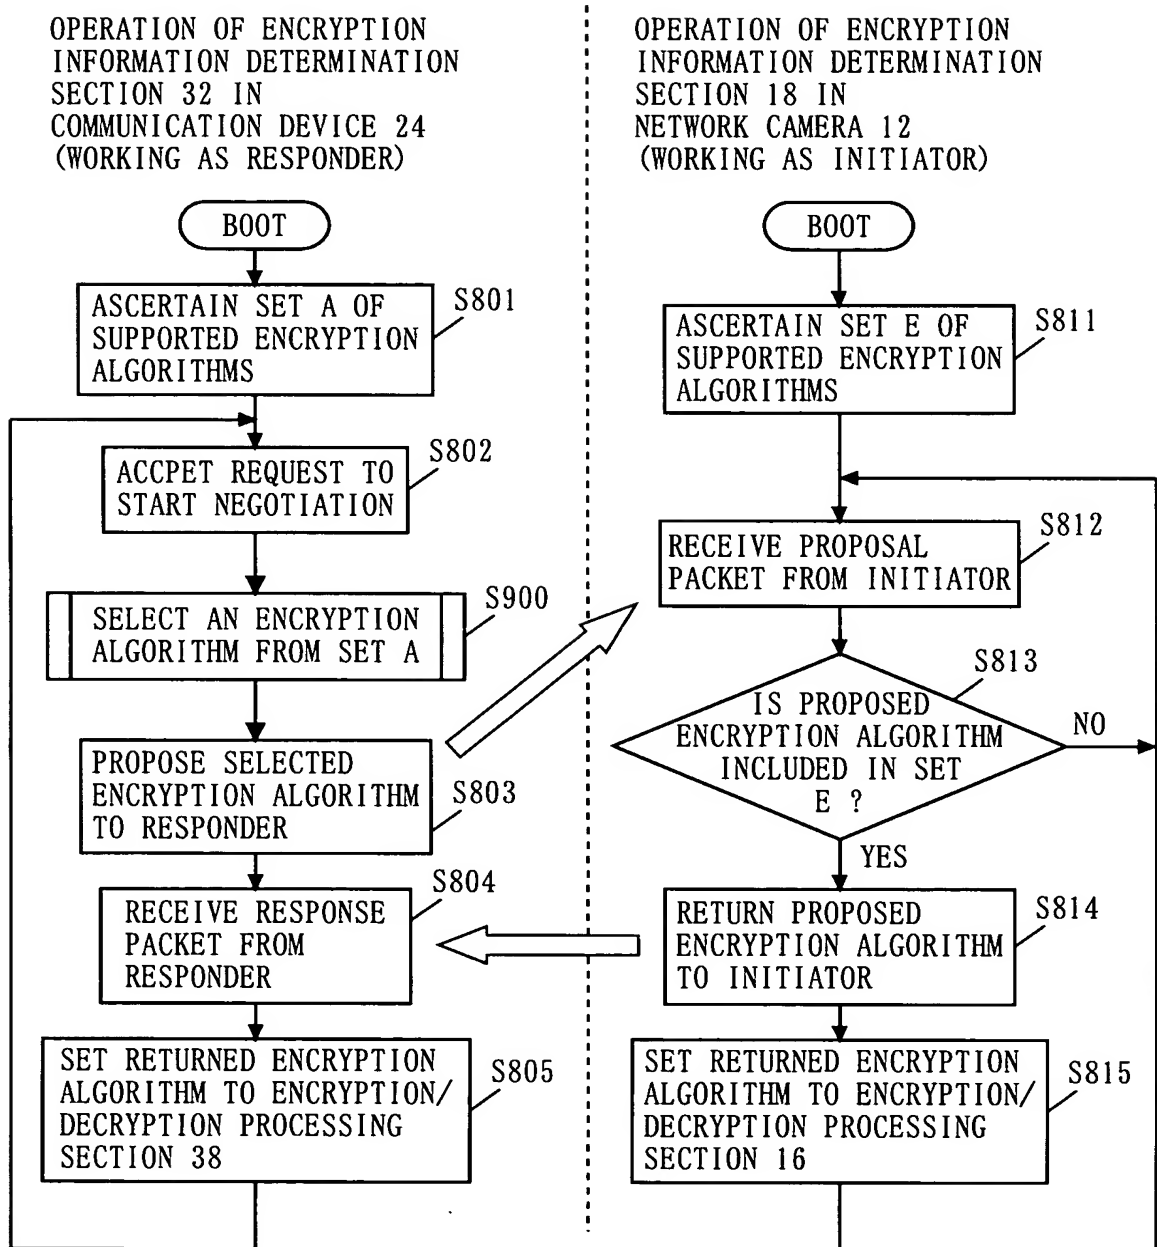 OPERATION OF ENCRYPTION
INFORMATION DETERMINATION
SECTION 32 IN
COMMUNICATION DEVICE 24
(WORKING AS RESPONDER)
BOOT
ASCERTAIN SET A OF
SUPPORTED ENCRYPTION
ALGORITHMS
S801
ACCPET REQUEST TO
START NEGOTIATION
S802
SELECT AN ENCRYPTION
ALGORITHM FROM SET A
S900
PROPOSE SELECTED
ENCRYPTION ALGORITHM
TO RESPONDER
S803
RECEIVE RESPONSE
PACKET FROM
RESPONDER
S804
SET RETURNED ENCRYPTION
ALGORITHM TO ENCRYPTION/
DECRYPTION PROCESSING
SECTION 38
S805
OPERATION OF ENCRYPTION
INFORMATION DETERMINATION
SECTION 18 IN
NETWORK CAMERA 12
(WORKING AS INITIATOR)
BOOT
ASCERTAIN SET E OF
SUPPORTED ENCRYPTION
ALGORITHMS
S811
RECEIVE PROPOSAL
PACKET FROM INITIATOR
S812
IS PROPOSED
ENCRYPTION ALGORITHM
INCLUDED IN SET
E ?
S813
NO
YES
RETURN PROPOSED
ENCRYPTION ALGORITHM
TO INITIATOR
S814
SET RETURNED ENCRYPTION
ALGORITHM TO ENCRYPTION/
DECRYPTION PROCESSING
SECTION 16
S815